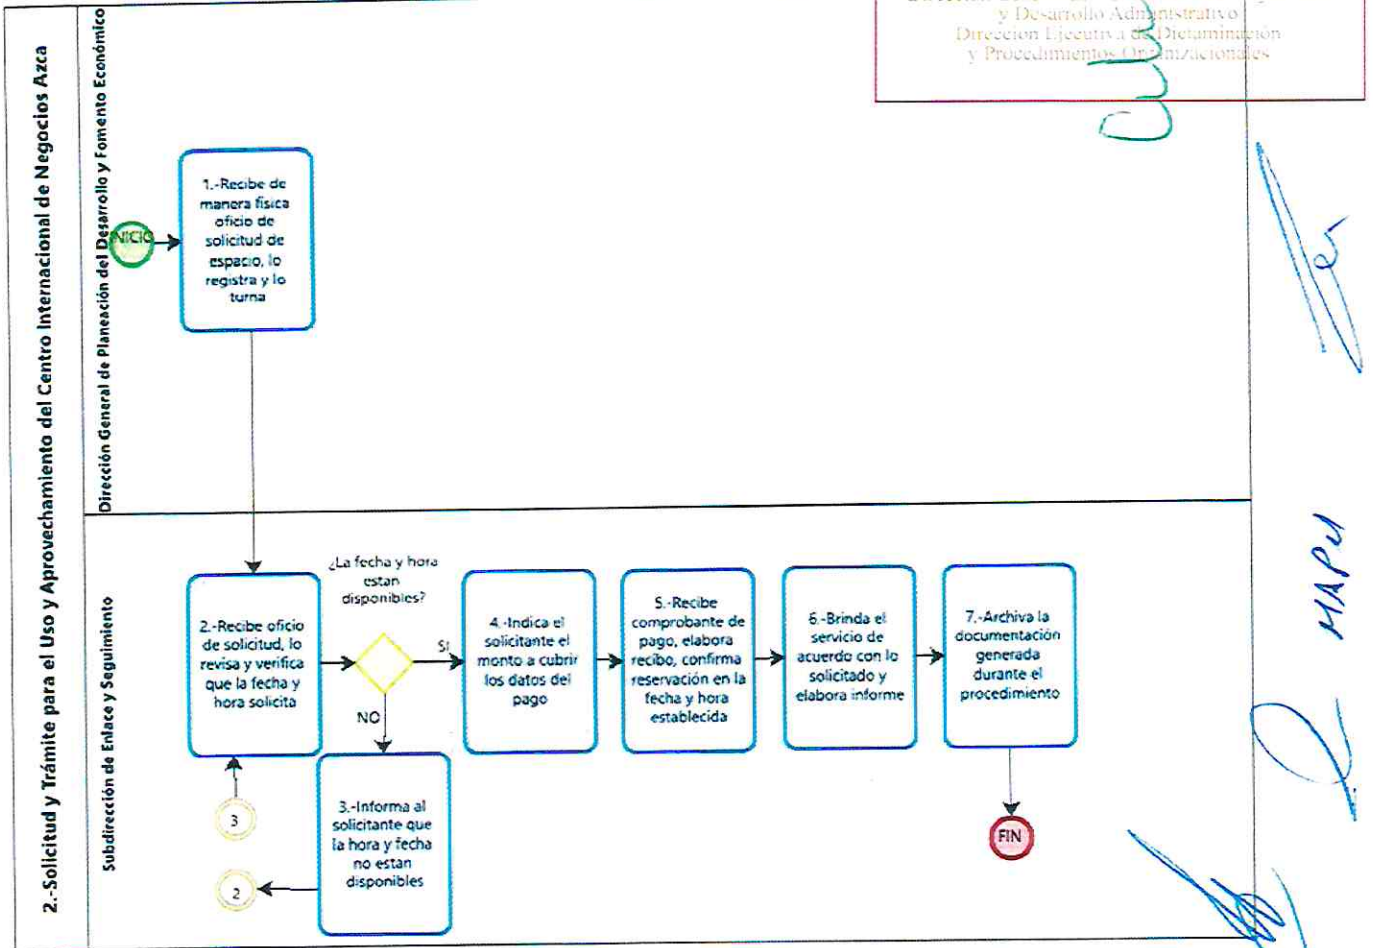 2.-Solicitud y Trámite para el Uso y Aprovechamiento del Centro Internacional de Negocios Azca
Dirección General de Planeación del Desarrollo y Fomento Económico
INICIO
1.-Recibe de
manera física
oficio de
solicitud de
espacio, lo
registra y lo
turna
Subdirección de Enlace y Seguimiento
2.-Recibe oficio
de solicitud, lo
revisa y verifica
que la fecha y
hora solicita
¿La fecha y hora
estan
disponibles?
SI
NO
3.-Informa al
solicitante que
la hora y fecha
no estan
disponibles
3
2
4.-Indica el
solicitante el
monto a cubrir
los datos del
pago
5.-Recibe
comprobante de
pago, elabora
recibo, confirma
reservación en la
fecha y hora
establecida
6.-Brinda el
servicio de
acuerdo con lo
solicitado y
elabora informe
7.-Archiva la
documentación
generada
durante el
procedimiento
FIN
y Desarrollo Administrativo
Dirección Ejecutiva de Dictaminación
y Procedimientos Organizacionales
MAPU